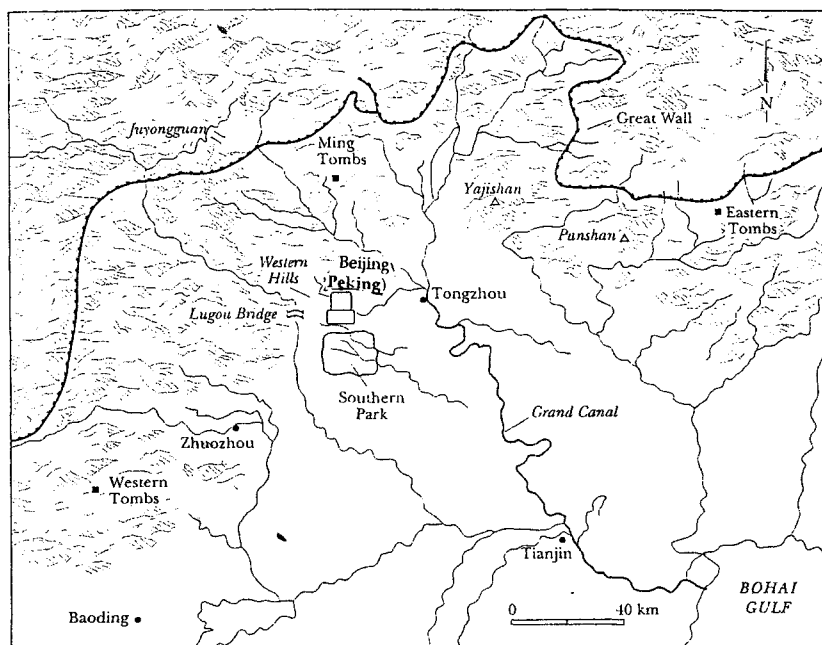 Juyongguan
Ming
Tombs
N
Great Wall
Yajishan
Panshan
Eastern
Tombs
Western
Hills
Beijing
(Peking)
Tongzhou
Lugou Bridge
Southern
Park
Grand Canal
Zhuozhou
Western
Tombs
Tianjin
0 40 km
BOHAI
GULF
Baoding